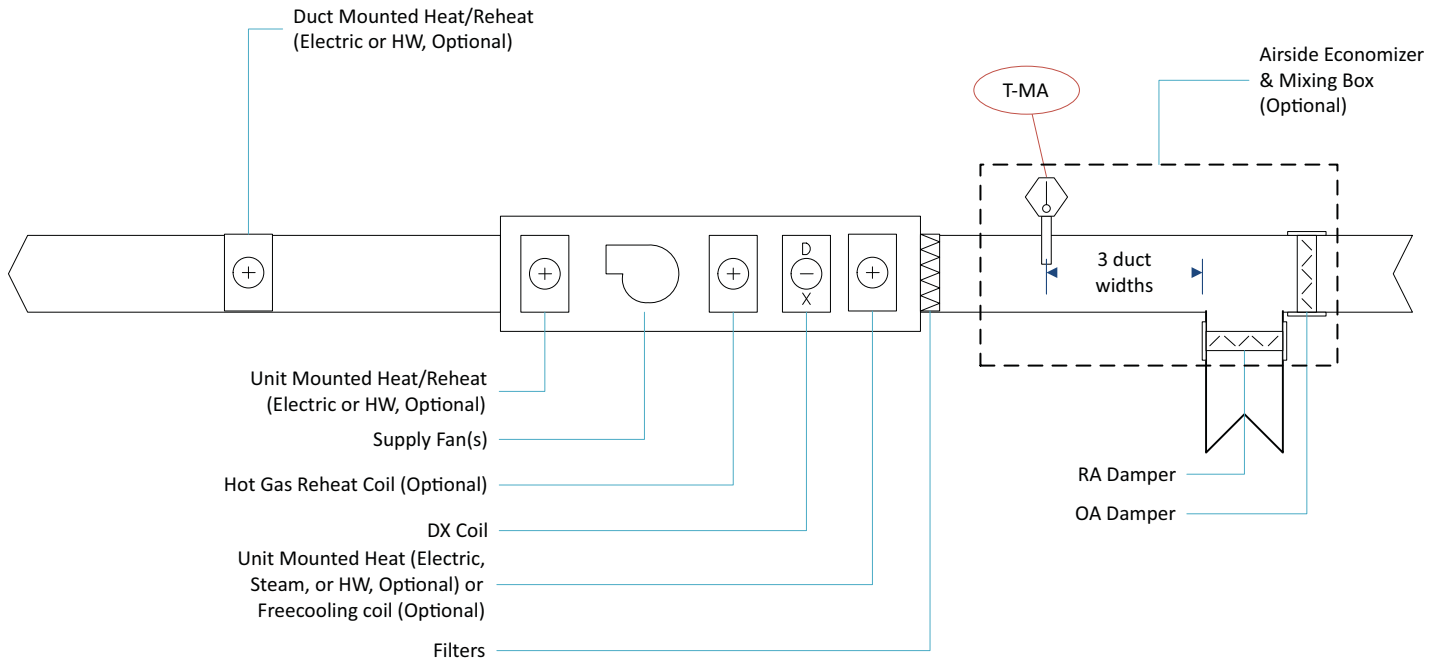 Duct Mounted Heat/Reheat
(Electric or HW, Optional)
Airside Economizer
& Mixing Box
(Optional)
T-MA
D
X
3 duct
widths
Unit Mounted Heat/Reheat
(Electric or HW, Optional)
Supply Fan(s)
Hot Gas Reheat Coil (Optional)
DX Coil
Unit Mounted Heat (Electric,
Steam, or HW, Optional) or
Freecooling coil (Optional)
Filters
RA Damper
OA Damper